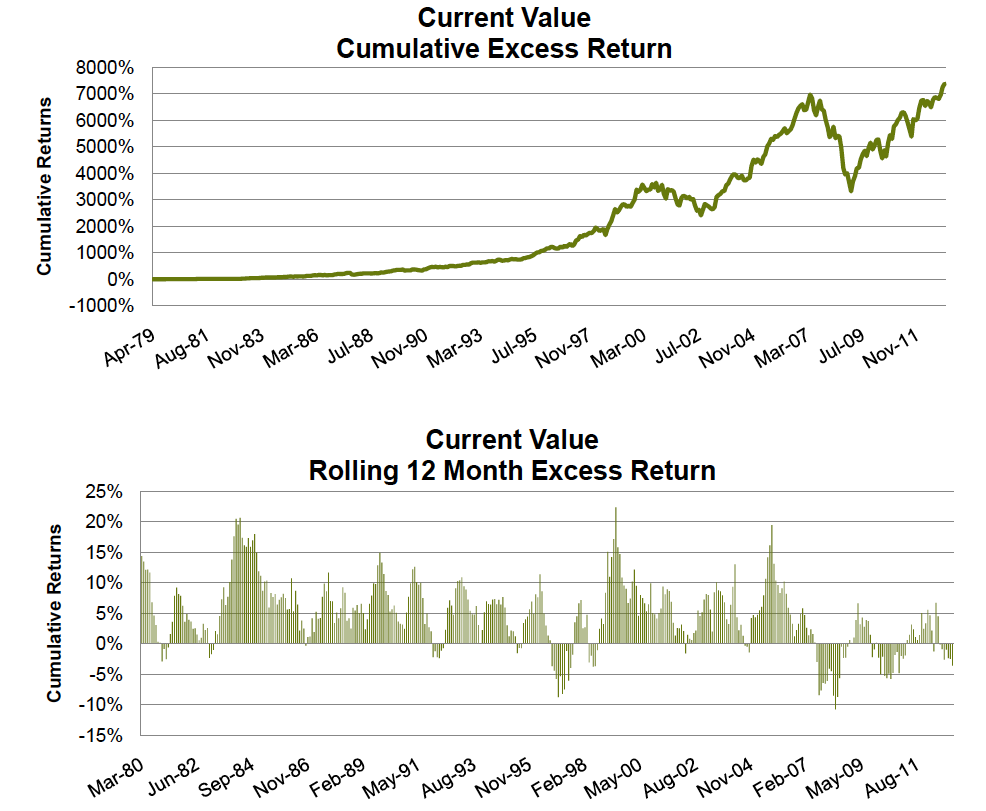 Current Value
Cumulative Excess Return
8000%
7000%
6000%
5000%
4000%
3000%
2000%
1000%
0%
-1000%
Cumulative Returns
Apr-79 Aug-81 Nov-83 Mar-86 Jul-88 Nov-90 Mar-93 Jul-95 Nov-97 Mar-00 Jul-02 Nov-04 Mar-07 Jul-09 Nov-11
Current Value
Rolling 12 Month Excess Return
25%
20%
15%
10%
5%
0%
-5%
-10%
-15%
Cumulative Returns
Mar-80 Jun-82 Sep-84 Nov-86 Feb-89 May-91 Aug-93 Nov-95 Feb-98 May-00 Aug-02 Nov-04 Feb-07 May-09 Aug-11